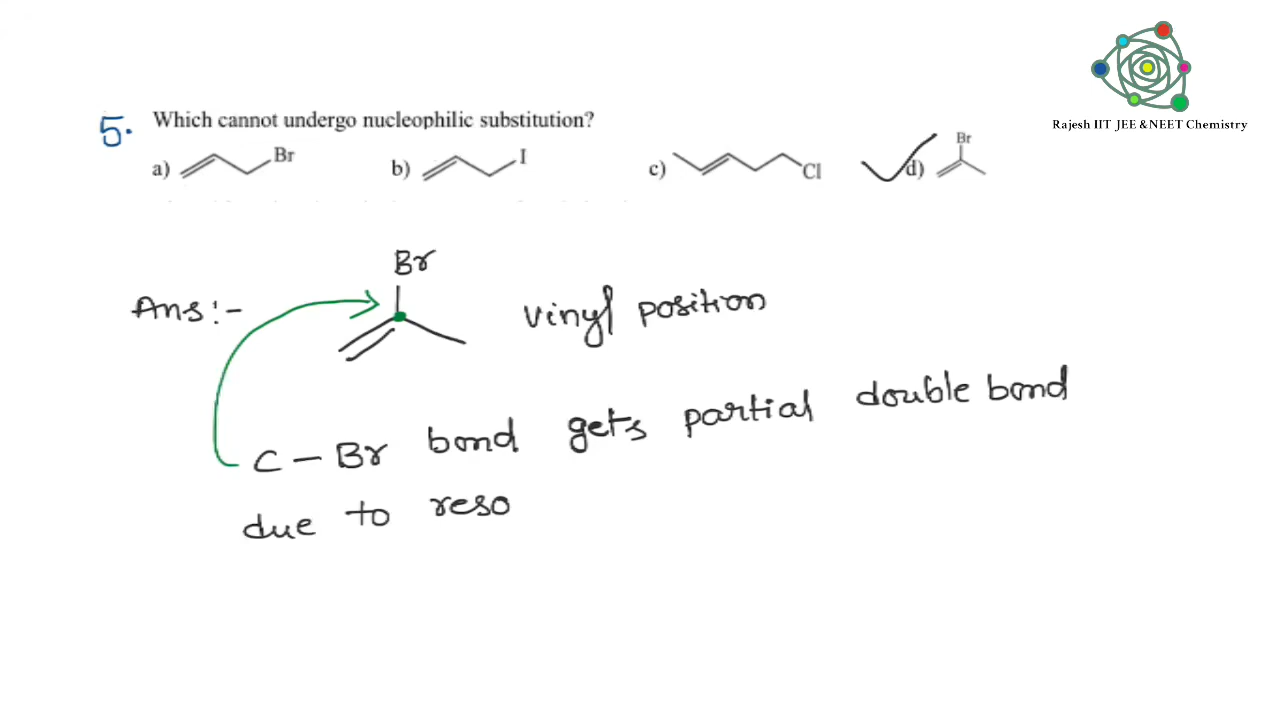 Rajesh IIT JEE &NEET Chemistry
5. Which cannot undergo nucleophilic substitution?
a) Br b) I c) Cl d) Br
Br
Ans:- vinyl position
C - Br bond gets partial double bond
due to reso